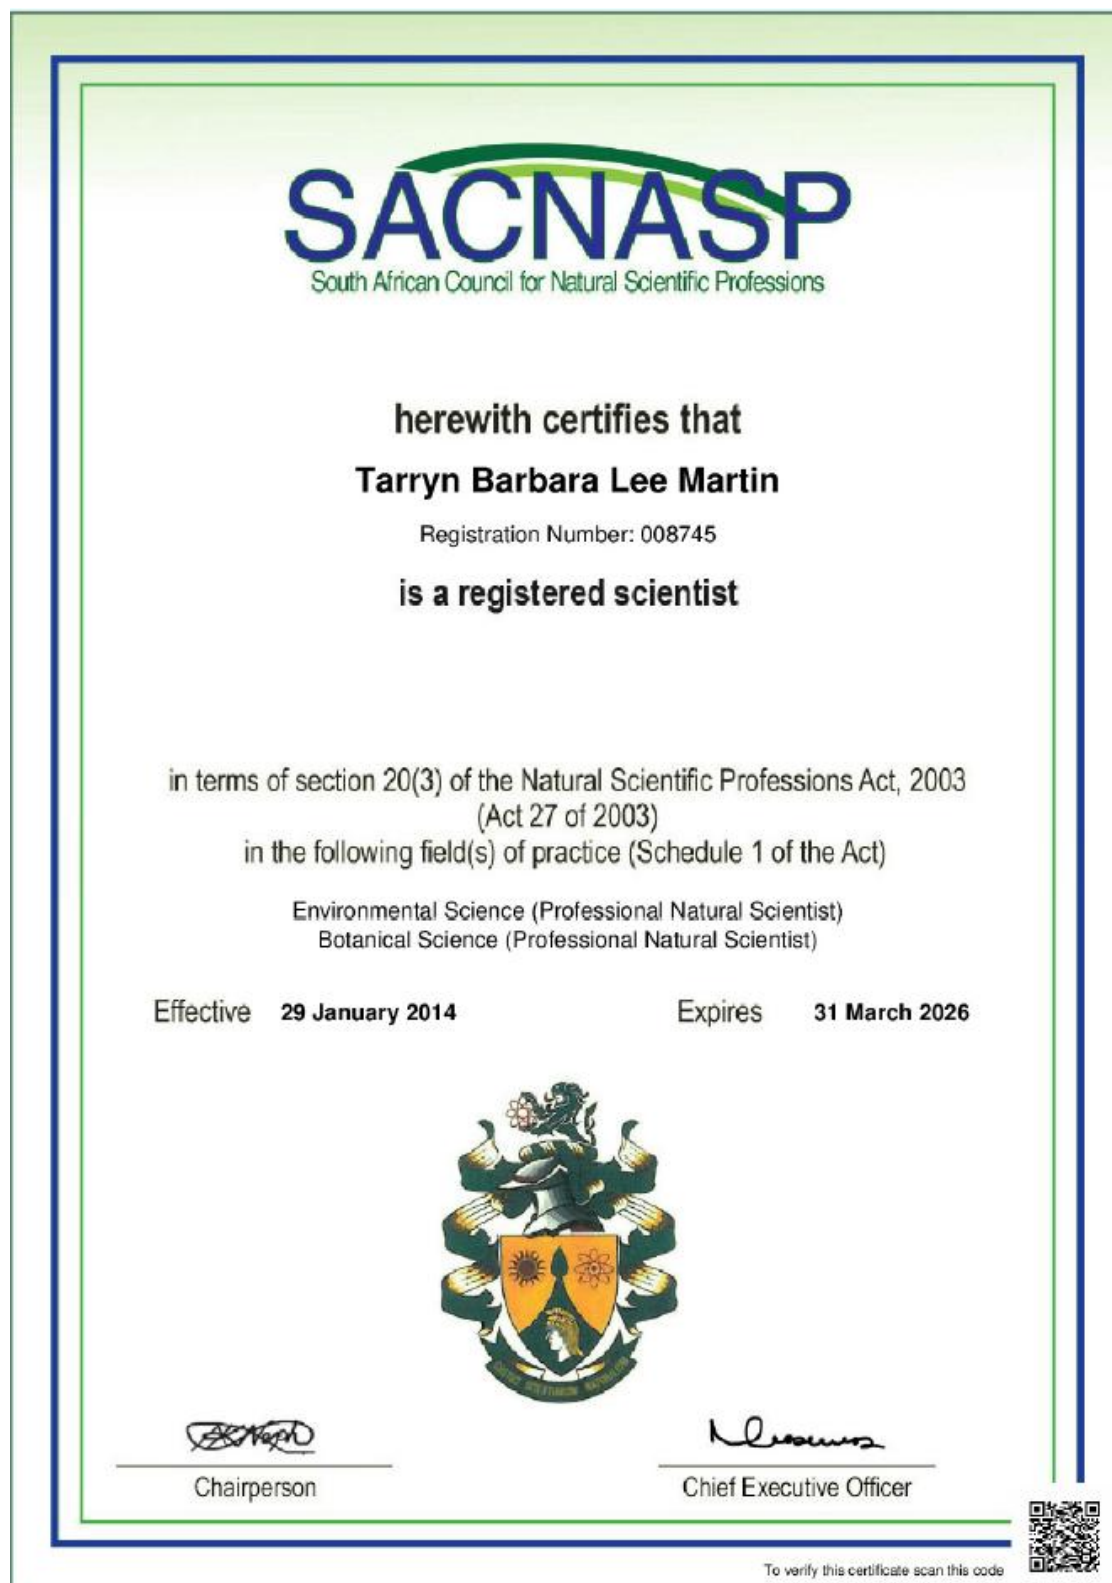 SACNASP
South African Council for Natural Scientific Professions
herewith certifies that
Tarryn Barbara Lee Martin
Registration Number: 008745
is a registered scientist
in terms of section 20(3) of the Natural Scientific Professions Act, 2003
(Act 27 of 2003)
in the following field(s) of practice (Schedule 1 of the Act)
Environmental Science (Professional Natural Scientist)
Botanical Science (Professional Natural Scientist)
Effective 29 January 2014 Expires 31 March 2026
Chairperson Chief Executive Officer
To verify this certificate scan this code